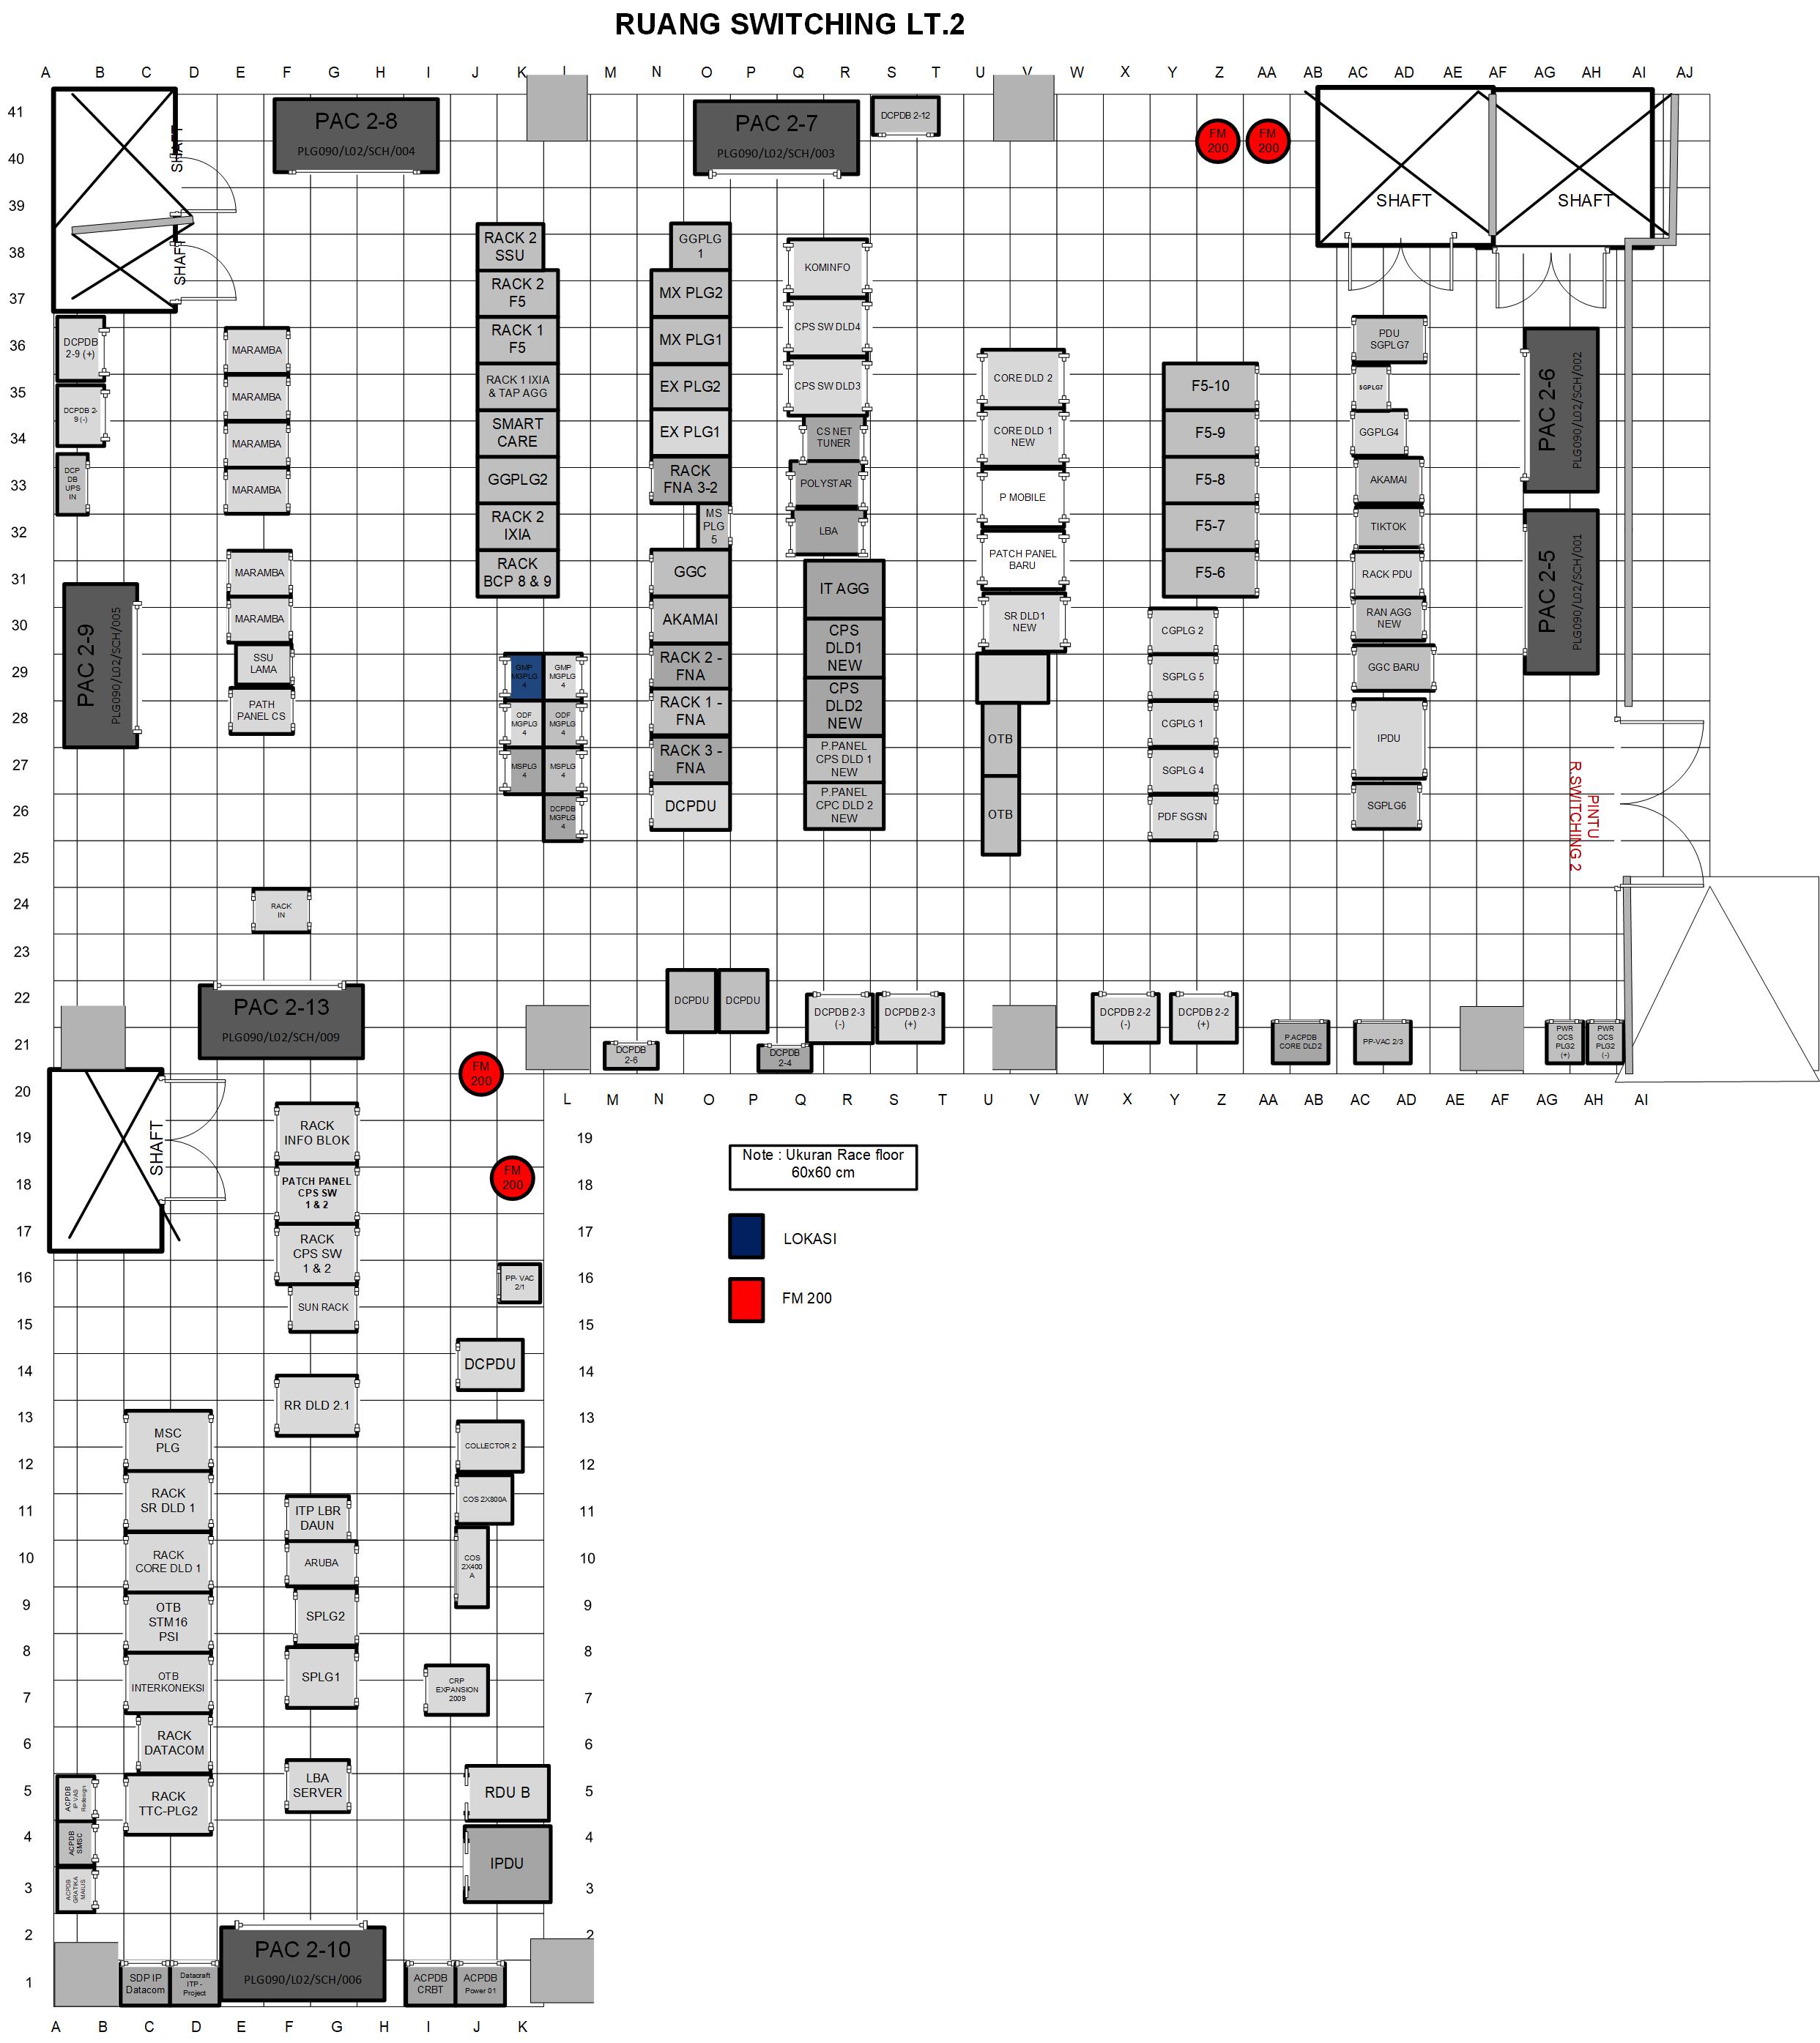 RUANG SWITCHING LT.2
A B C D E F G H I J K L M N O P Q R S T U V W X Y Z AA AB AC AD AE AF AG AH AI AJ
41
40
39
38
37
36
35
34
33
32
31
30
29
28
27
26
25
24
23
22
21
20
19
18
17
16
15
14
13
12
11
10
9
8
7
6
5
4
3
2
1
SHAFT
SHAFT
PAC 2-8
PLG090/L02/SCH/004
PAC 2-7
PLG090/L02/SCH/003
DCPDB 2-12
FM
200
FM
200
SHAFT
SHAFT
DCPDB
2-9 (+)
DCPDB 2-
9 (-)
DCP
DB
UPS
IN
PAC 2-9
PLG090/L02/SCH/005
MARAMBA
MARAMBA
MARAMBA
MARAMBA
MARAMBA
MARAMBA
SSU
LAMA
PATH
PANEL CS
RACK
IN
RACK 2
SSU
RACK 2
F5
RACK 1
F5
RACK 1 IXIA
& TAP AGG
SMART
CARE
GGPLG2
RACK 2
IXIA
RACK
BCP 8 & 9
GMP
MGPLG
4
GMP
MGPLG
4
ODF
MGPLG
4
ODF
MGPLG
4
MSPLG
4
MSPLG
4
DCPDB
MGPLG
4
GGPLG
1
MX PLG2
MX PLG1
EX PLG2
EX PLG1
RACK
FNA 3-2
MS
PLG
5
GGC
AKAMAI
RACK 2 -
FNA
RACK 1 -
FNA
RACK 3 -
FNA
DCPDU
KOMINFO
CPS SW DLD4
CPS SW DLD3
CS NET
TUNER
POLYSTAR
LBA
IT AGG
CPS
DLD1
NEW
CPS
DLD2
NEW
P.PANEL
CPS DLD 1
NEW
P.PANEL
CPC DLD 2
NEW
CORE DLD 2
CORE DLD 1
NEW
P MOBILE
PATCH PANEL
BARU
SR DLD1
NEW
OTB
OTB
F5-10
F5-9
F5-8
F5-7
F5-6
CGPLG 2
SGPLG 5
CGPLG 1
SGPLG 4
PDF SGSN
PDU
SGPLG7
SGPLG7
GGPLG4
AKAMAI
TIKTOK
RACK PDU
RAN AGG
NEW
GGC BARU
IPDU
SGPLG6
PAC 2-6
PLG090/L02/SCH/002
PAC 2-5
PLG090/L02/SCH/001
PINTU
R.SWITCHING 2
PAC 2-13
PLG090/L02/SCH/009
FM
200
DCPDB
2-6
DCPDU
DCPDU
DCPDB
2-4
DCPDB 2-3
(-)
DCPDB 2-3
(+)
DCPDB 2-2
(-)
DCPDB 2-2
(+)
P.ACPDB
CORE DLD2
PP-VAC 2/3
PWR
OCS
PLG2
(+)
PWR
OCS
PLG2
(-)
L M N O P Q R S T U V W X Y Z AA AB AC AD AE AF AG AH AI
SHAFT
RACK
INFO BLOK
PATCH PANEL
CPS SW
1 & 2
RACK
CPS SW
1 & 2
SUN RACK
RR DLD 2.1
FM
200
PP- VAC
2/1
DCPDU
COLLECTOR 2
COS 2X800A
COS
2X400
A
CRP
EXPANSION
2009
RDU B
IPDU
MSC
PLG
RACK
SR DLD 1
RACK
CORE DLD 1
OTB
STM16
PSI
OTB
INTERKONEKSI
RACK
DATACOM
RACK
TTC-PLG2
ITP LBR
DAUN
ARUBA
SPLG2
SPLG1
LBA
SERVER
ACPDB
IP VAS
Redesign
ACPDB
SMSC
ACPDB
GRATIKA
MAILIS
PAC 2-10
PLG090/L02/SCH/006
SDP IP
Datacom
Datacraft
ITP -
Project
ACPDB
CRBT
ACPDB
Power 01
19
18
17
16
15
14
13
12
11
10
9
8
7
6
5
4
3
2
A B C D E F G H I J K
Note : Ukuran Race floor
60x60 cm
LOKASI
FM 200